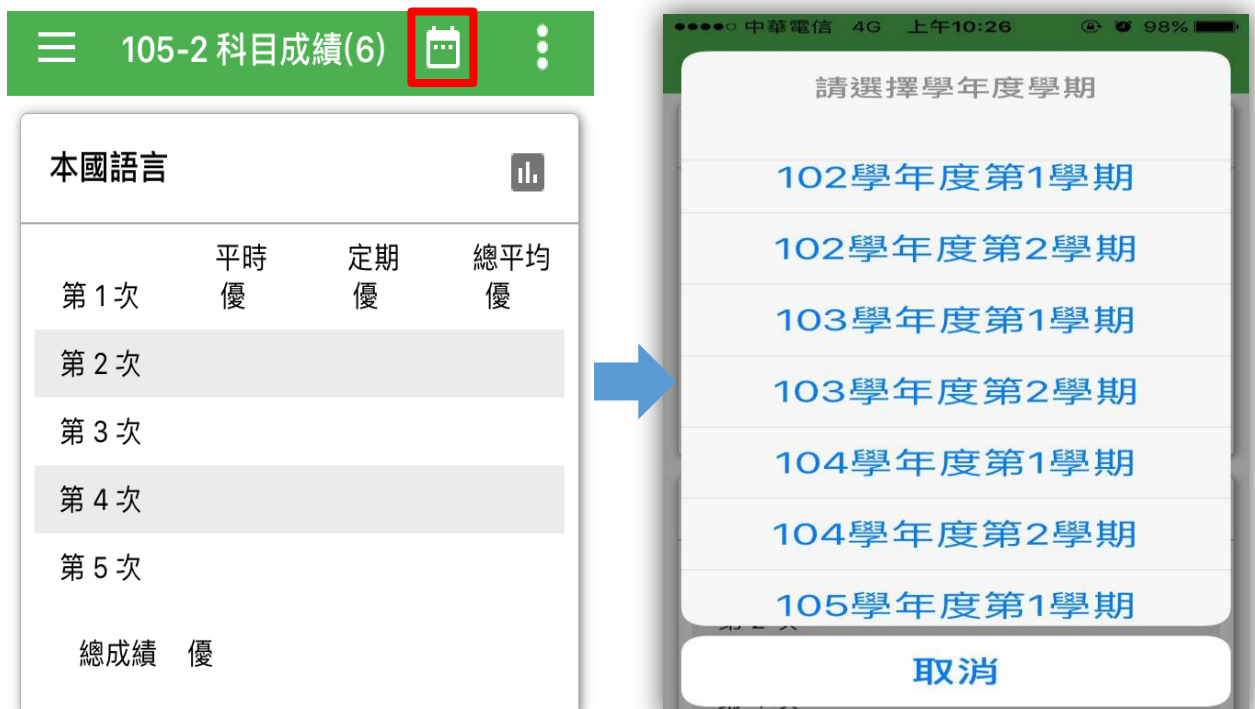 105-2 科目成績(6)
本國語言
平時 定期 總平均
第 1 次 優 優 優
第 2 次
第 3 次
第 4 次
第 5 次
總成績 優
中華電信 4G 上午10:26 98%
請選擇學年度學期
102學年度第1學期
102學年度第2學期
103學年度第1學期
103學年度第2學期
104學年度第1學期
104學年度第2學期
105學年度第1學期
取消